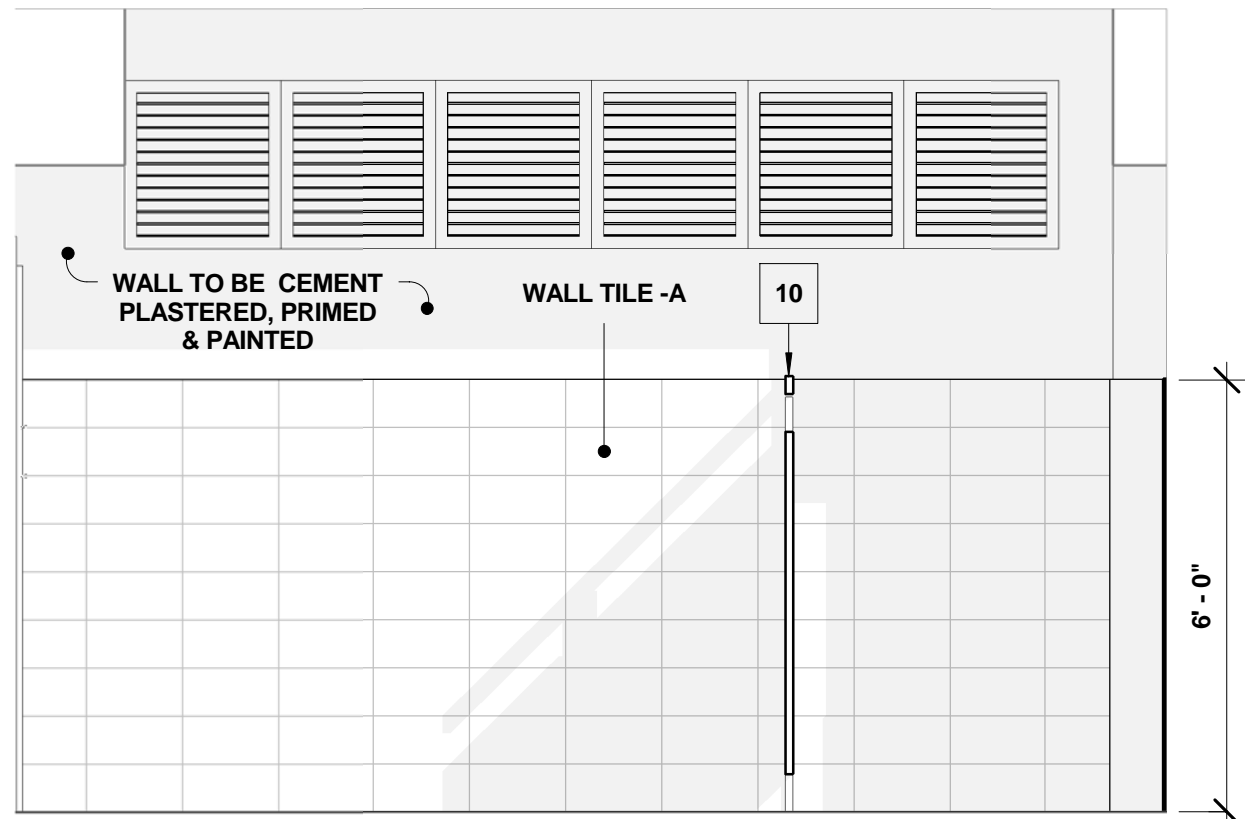 WALL TO BE CEMENT
PLASTERED, PRIMED
& PAINTED
WALL TILE -A
10
6' - 0"